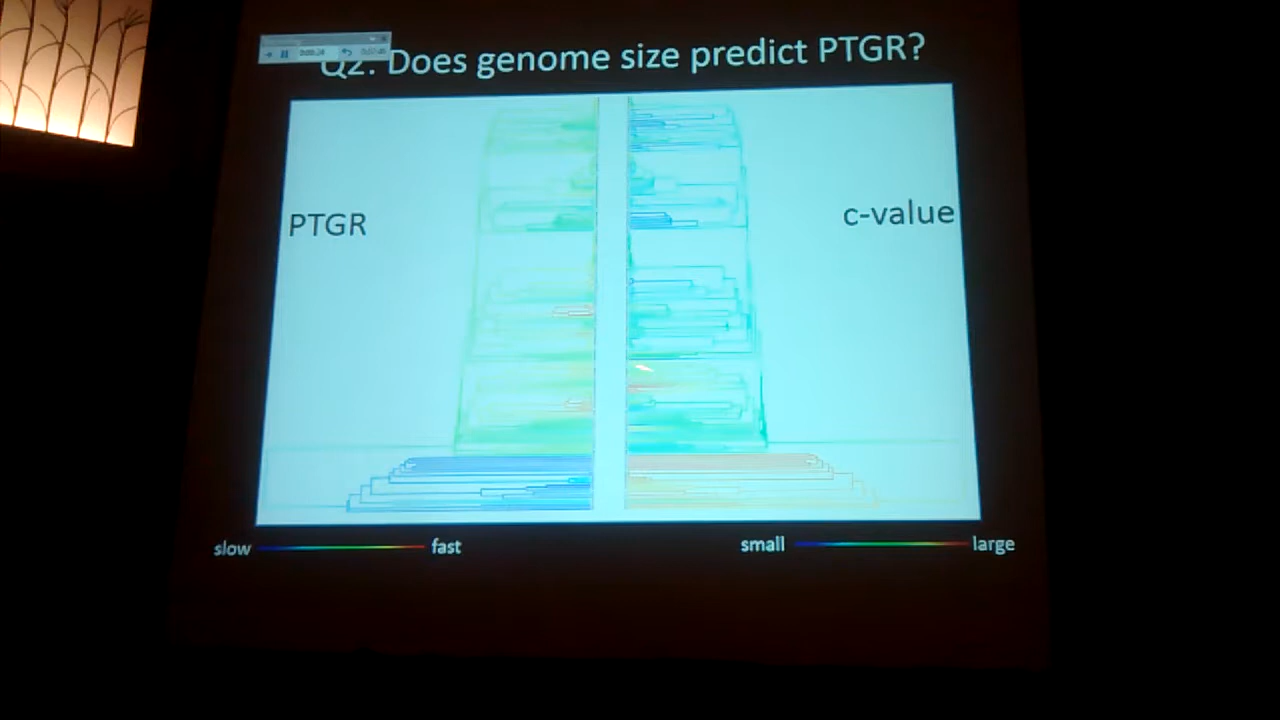 Q2. Does genome size predict PTGR?
PTGR
c-value
slow
fast
small
large